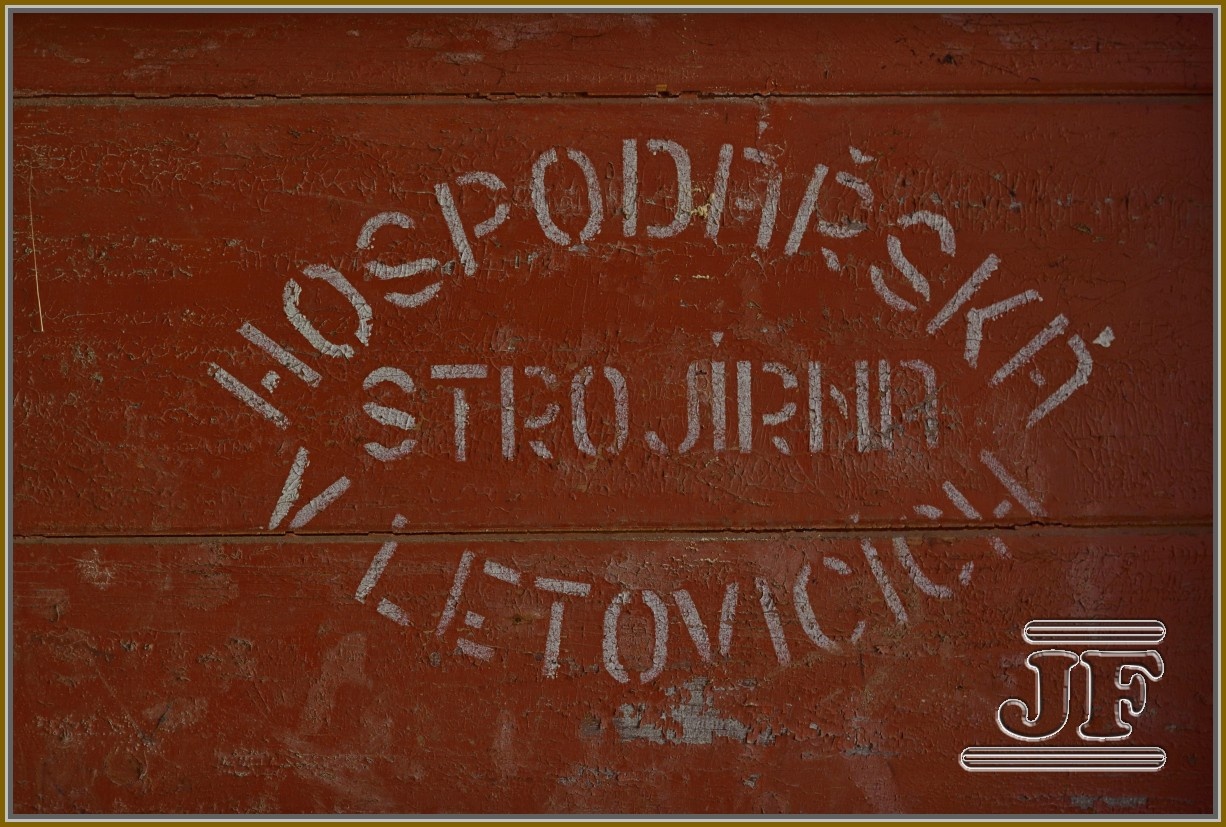 HOSPODÁŘSKÁ
STROJÍRNA
V LETOVICÍCH
JF